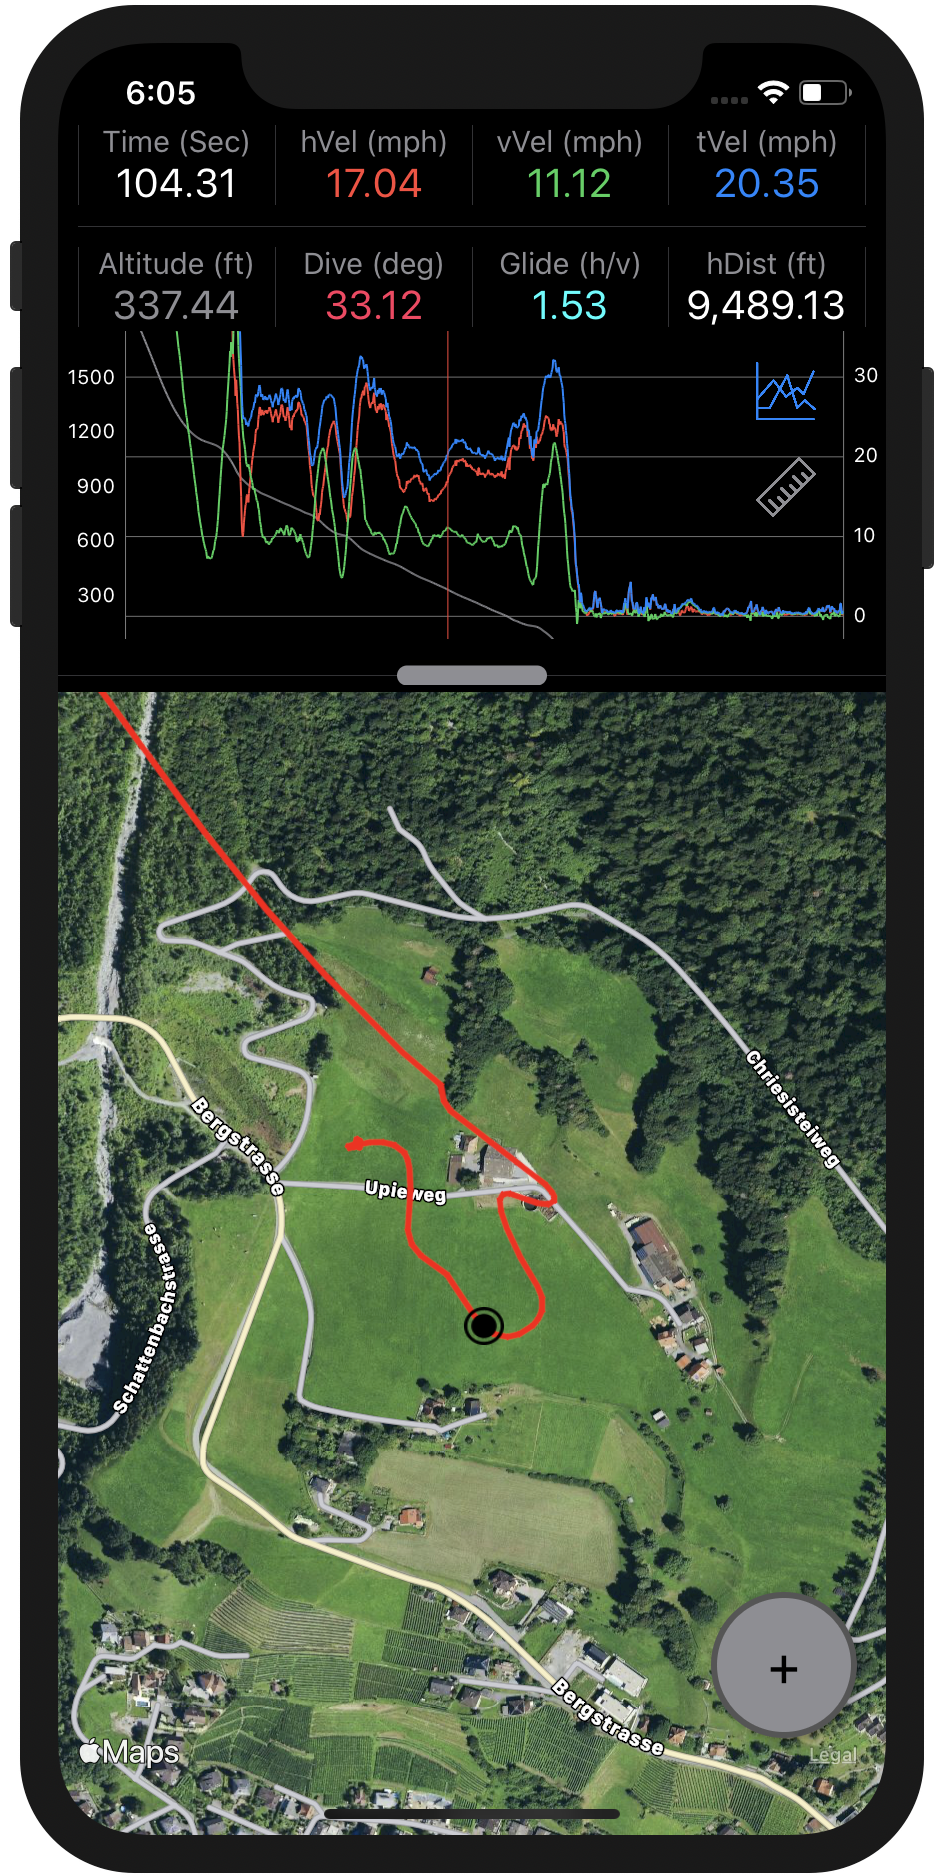 6:05
Time (Sec) hVel (mph) vVel (mph) tVel (mph)
104.31 17.04 11.12 20.35
Altitude (ft) Dive (deg) Glide (h/v) hDist (ft)
337.44 33.12 1.53 9,489.13
1500 30
1200
900 20
600 10
300 0
Chriesisteiweg
Bergstrasse
Upieweg
Schattenbachstrasse
+
Bergstrasse
Maps Legal